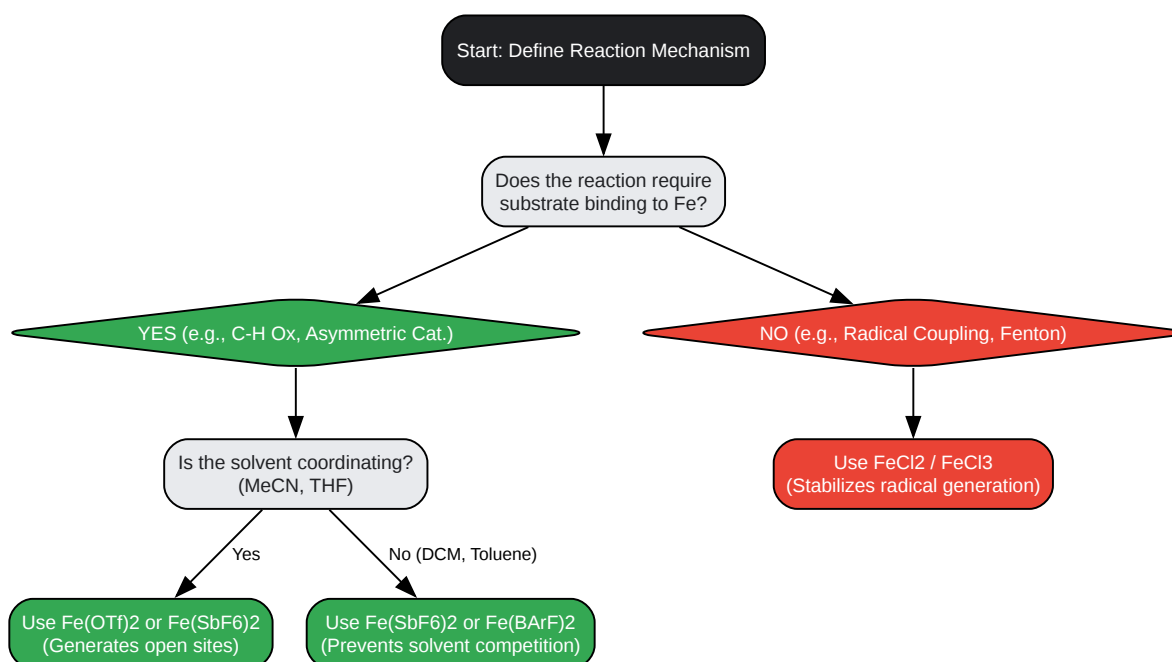 Start: Define Reaction Mechanism
Does the reaction require
substrate binding to Fe?
YES (e.g., C-H Ox, Asymmetric Cat.)
NO (e.g., Radical Coupling, Fenton)
Is the solvent coordinating?
(MeCN, THF)
Use FeCl2 / FeCl3
(Stabilizes radical generation)
Yes
No (DCM, Toluene)
Use Fe(OTf)2 or Fe(SbF6)2
(Generates open sites)
Use Fe(SbF6)2 or Fe(BArF)2
(Prevents solvent competition)